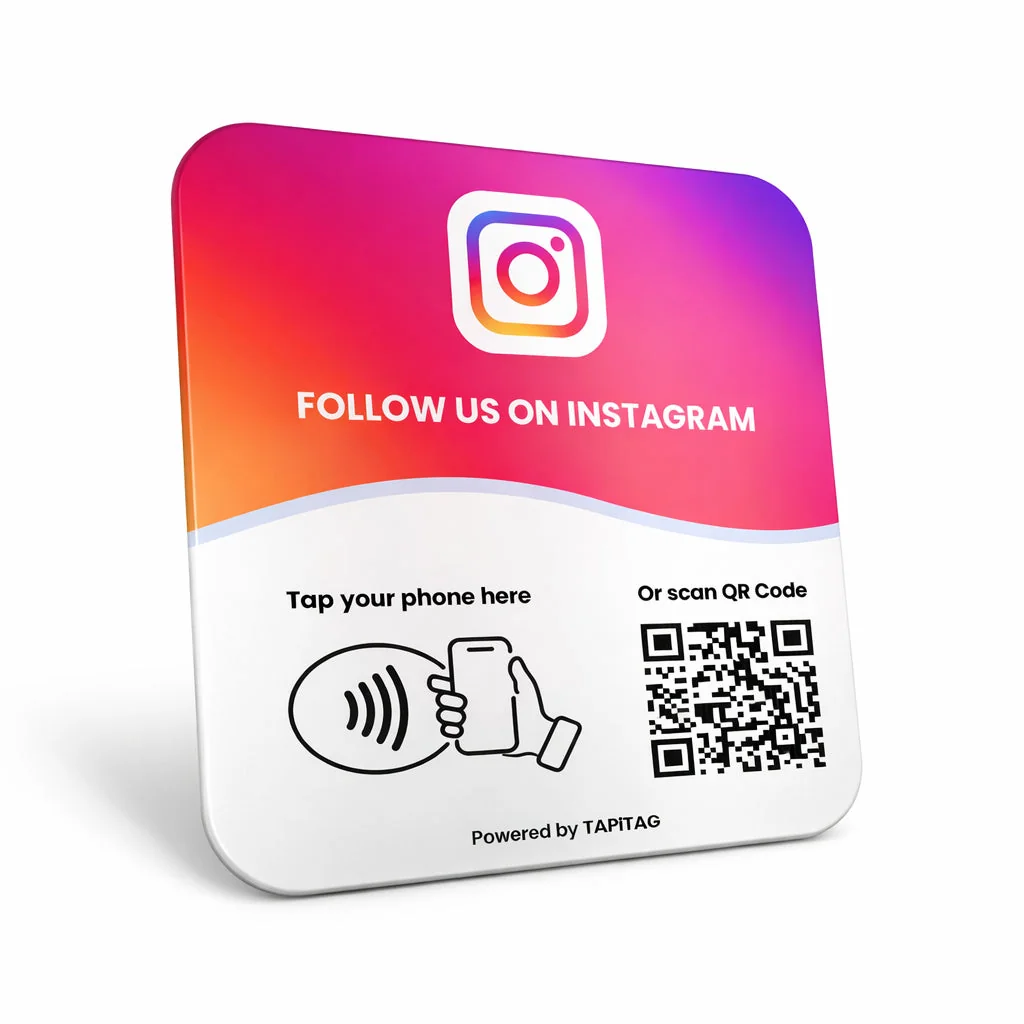 FOLLOW US ON INSTAGRAM
Tap your phone here
Or scan QR Code
Powered by TAPiTAG